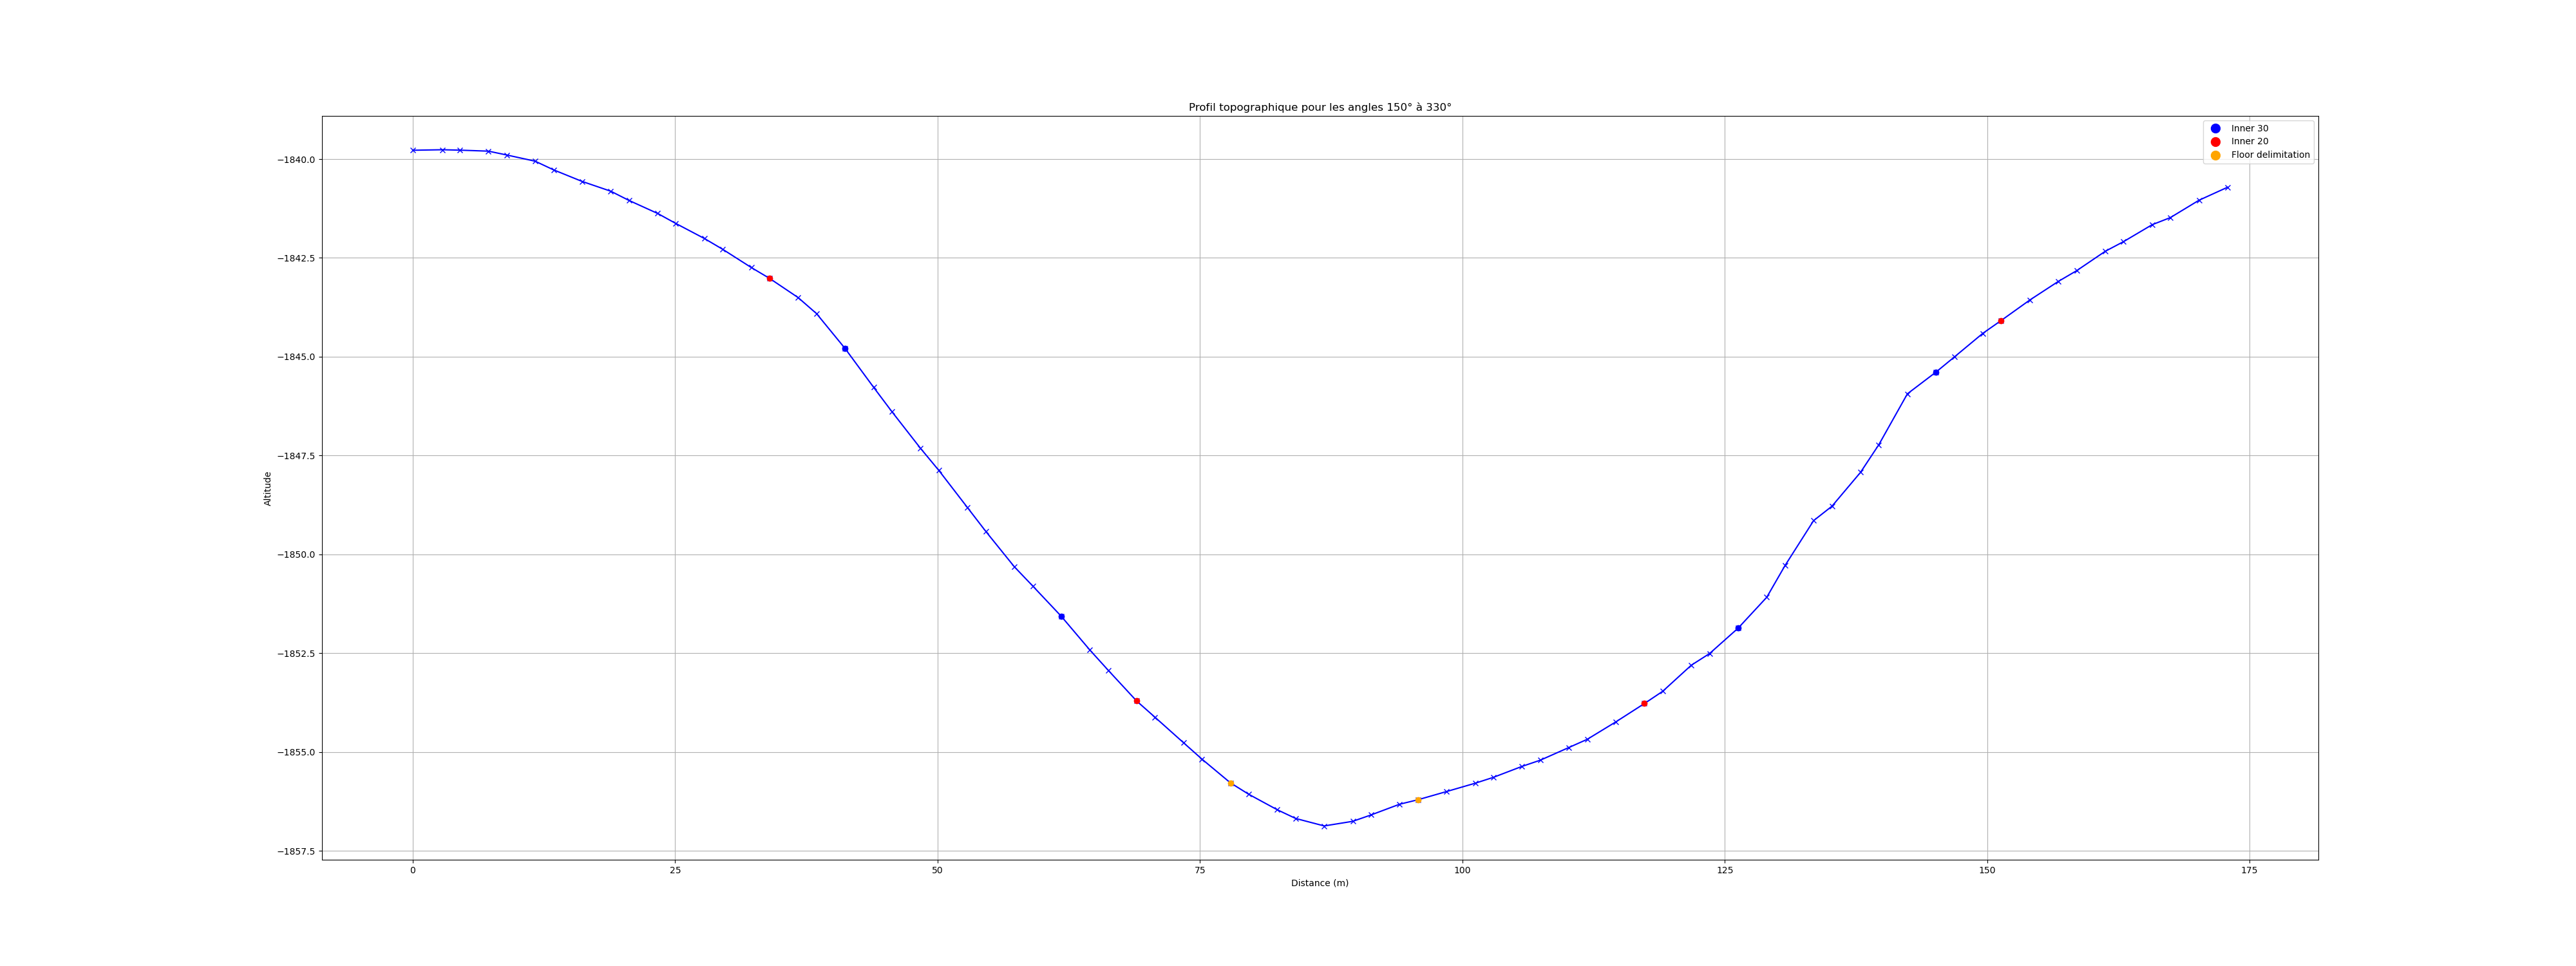 Profil topographique pour les angles 150° à 330°
Inner 30
Inner 20
Floor delimitation
Altitude
−1840.0
−1842.5
−1845.0
−1847.5
−1850.0
−1852.5
−1855.0
−1857.5
0 25 50 75 100 125 150 175
Distance (m)